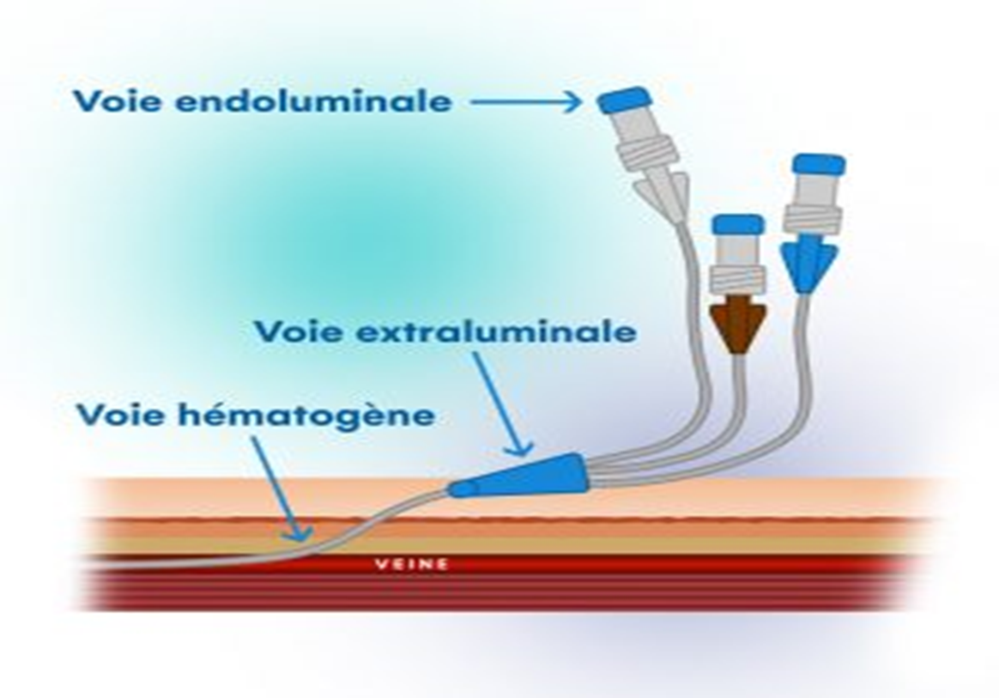 Voie endoluminale
Voie extraluminale
Voie hématogène
VEINE